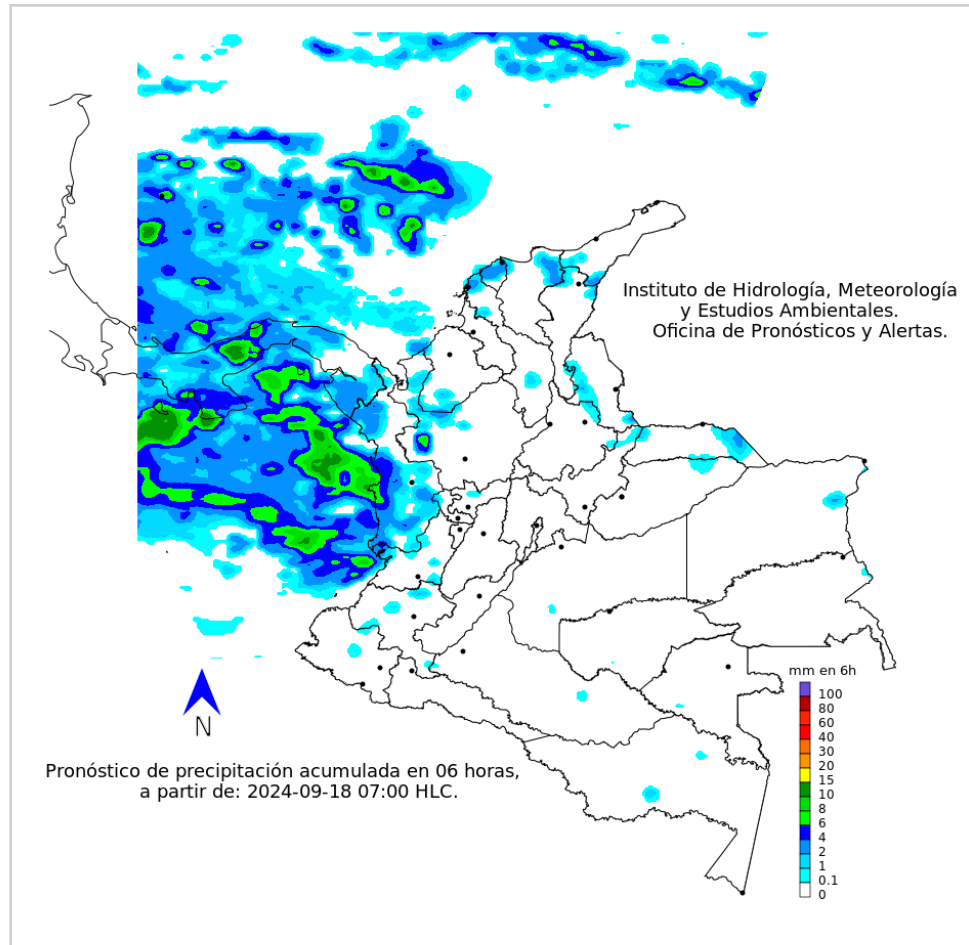 Instituto de Hidrología, Meteorología
y Estudios Ambientales.
Oficina de Pronósticos y Alertas.
mm en 6h
100
80
60
40
30
20
15
10
8
6
4
2
1
0.1
0
N
Pronóstico de precipitación acumulada en 06 horas,
a partir de: 2024-09-18 07:00 HLC.